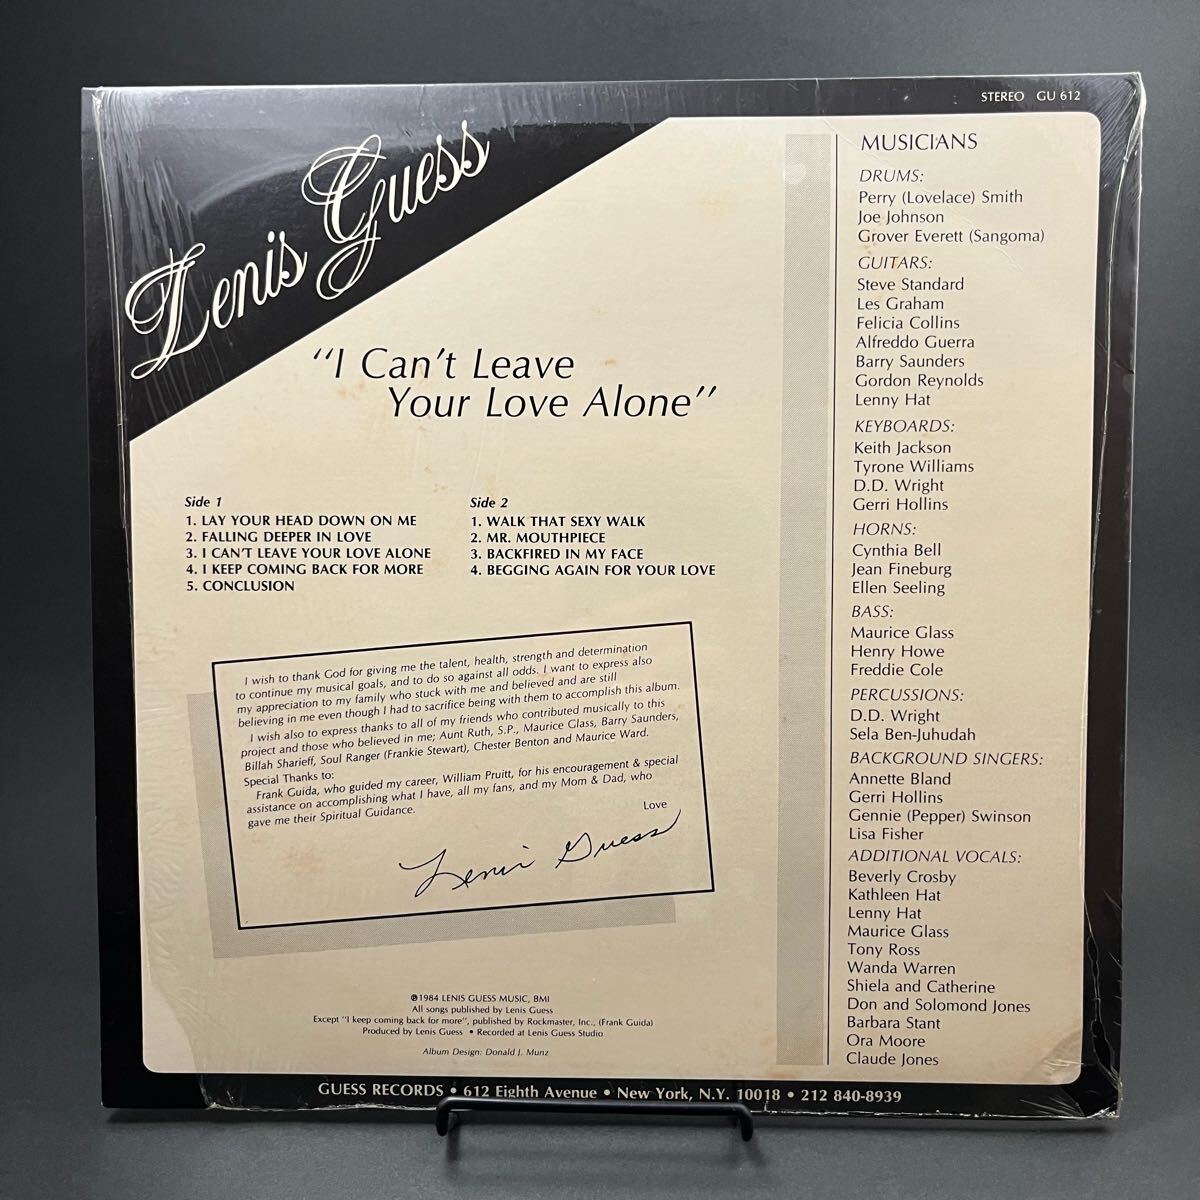 STEREO GU 612
Lenis Guess
"I Can't Leave
Your Love Alone"
Side 1
1. LAY YOUR HEAD DOWN ON ME
2. FALLING DEEPER IN LOVE
3. I CAN'T LEAVE YOUR LOVE ALONE
4. I KEEP COMING BACK FOR MORE
5. CONCLUSION
Side 2
1. WALK THAT SEXY WALK
2. MR. MOUTHPIECE
3. BACKFIRED IN MY FACE
4. BEGGING AGAIN FOR YOUR LOVE
I wish to thank God for giving me the talent, health, strength and determination
to continue my musical goals, and to do so against all odds. I want to express also
my appreciation to my family who stuck with me and believed and are still
believing in me even though I had to sacrifice being with them to accomplish this album.
I wish also to express thanks to all of my friends who contributed musically to this
project and those who believed in me; Aunt Ruth, S.P., Maurice Glass, Barry Saunders,
Billah Sharieff, Soul Ranger (Frankie Stewart), Chester Benton and Maurice Ward.
Special Thanks to:
Frank Guida, who guided my career, William Pruitt, for his encouragement & special
assistance on accomplishing what I have, all my fans, and my Mom & Dad, who
gave me their Spiritual Guidance.
Love
Lenis Guess
℗1984 LENIS GUESS MUSIC, BMI
All songs published by Lenis Guess
Except "I keep coming back for more", published by Rockmaster, Inc., (Frank Guida)
Produced by Lenis Guess • Recorded at Lenis Guess Studio
Album Design: Donald J. Munz
MUSICIANS
DRUMS:
Perry (Lovelace) Smith
Joe Johnson
Grover Everett (Sangoma)
GUITARS:
Steve Standard
Les Graham
Felicia Collins
Alfreddo Guerra
Barry Saunders
Gordon Reynolds
Lenny Hat
KEYBOARDS:
Keith Jackson
Tyrone Williams
D.D. Wright
Gerri Hollins
HORNS:
Cynthia Bell
Jean Fineburg
Ellen Seeling
BASS:
Maurice Glass
Henry Howe
Freddie Cole
PERCUSSIONS:
D.D. Wright
Sela Ben-Juhudah
BACKGROUND SINGERS:
Annette Bland
Gerri Hollins
Gennie (Pepper) Swinson
Lisa Fisher
ADDITIONAL VOCALS:
Beverly Crosby
Kathleen Hat
Lenny Hat
Maurice Glass
Tony Ross
Wanda Warren
Shiela and Catherine
Don and Solomond Jones
Barbara Stant
Ora Moore
Claude Jones
GUESS RECORDS • 612 Eighth Avenue • New York, N.Y. 10018 • 212 840-8939